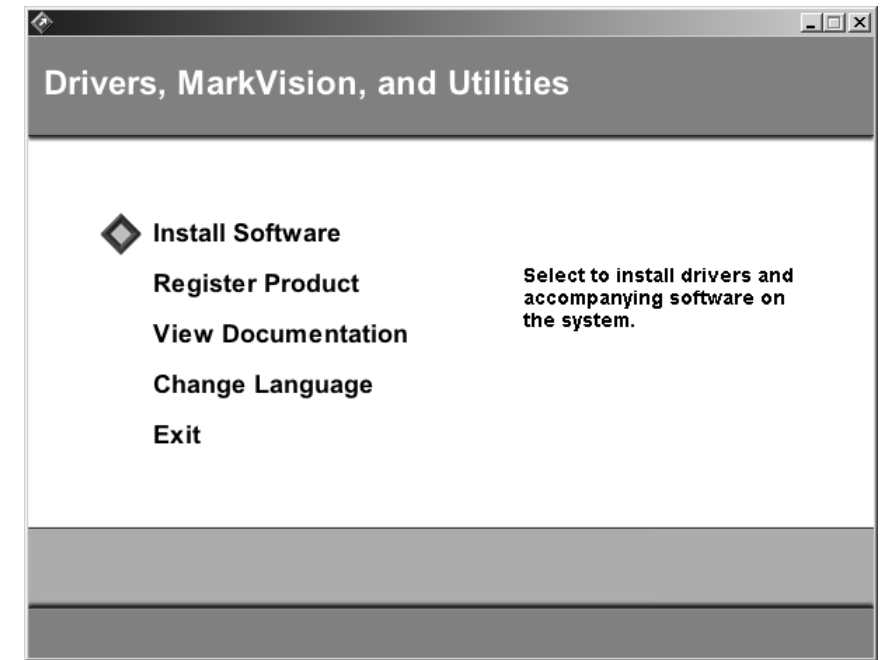 Drivers, MarkVision, and Utilities
Install Software
Register Product
View Documentation
Change Language
Exit
Select to install drivers and
accompanying software on
the system.